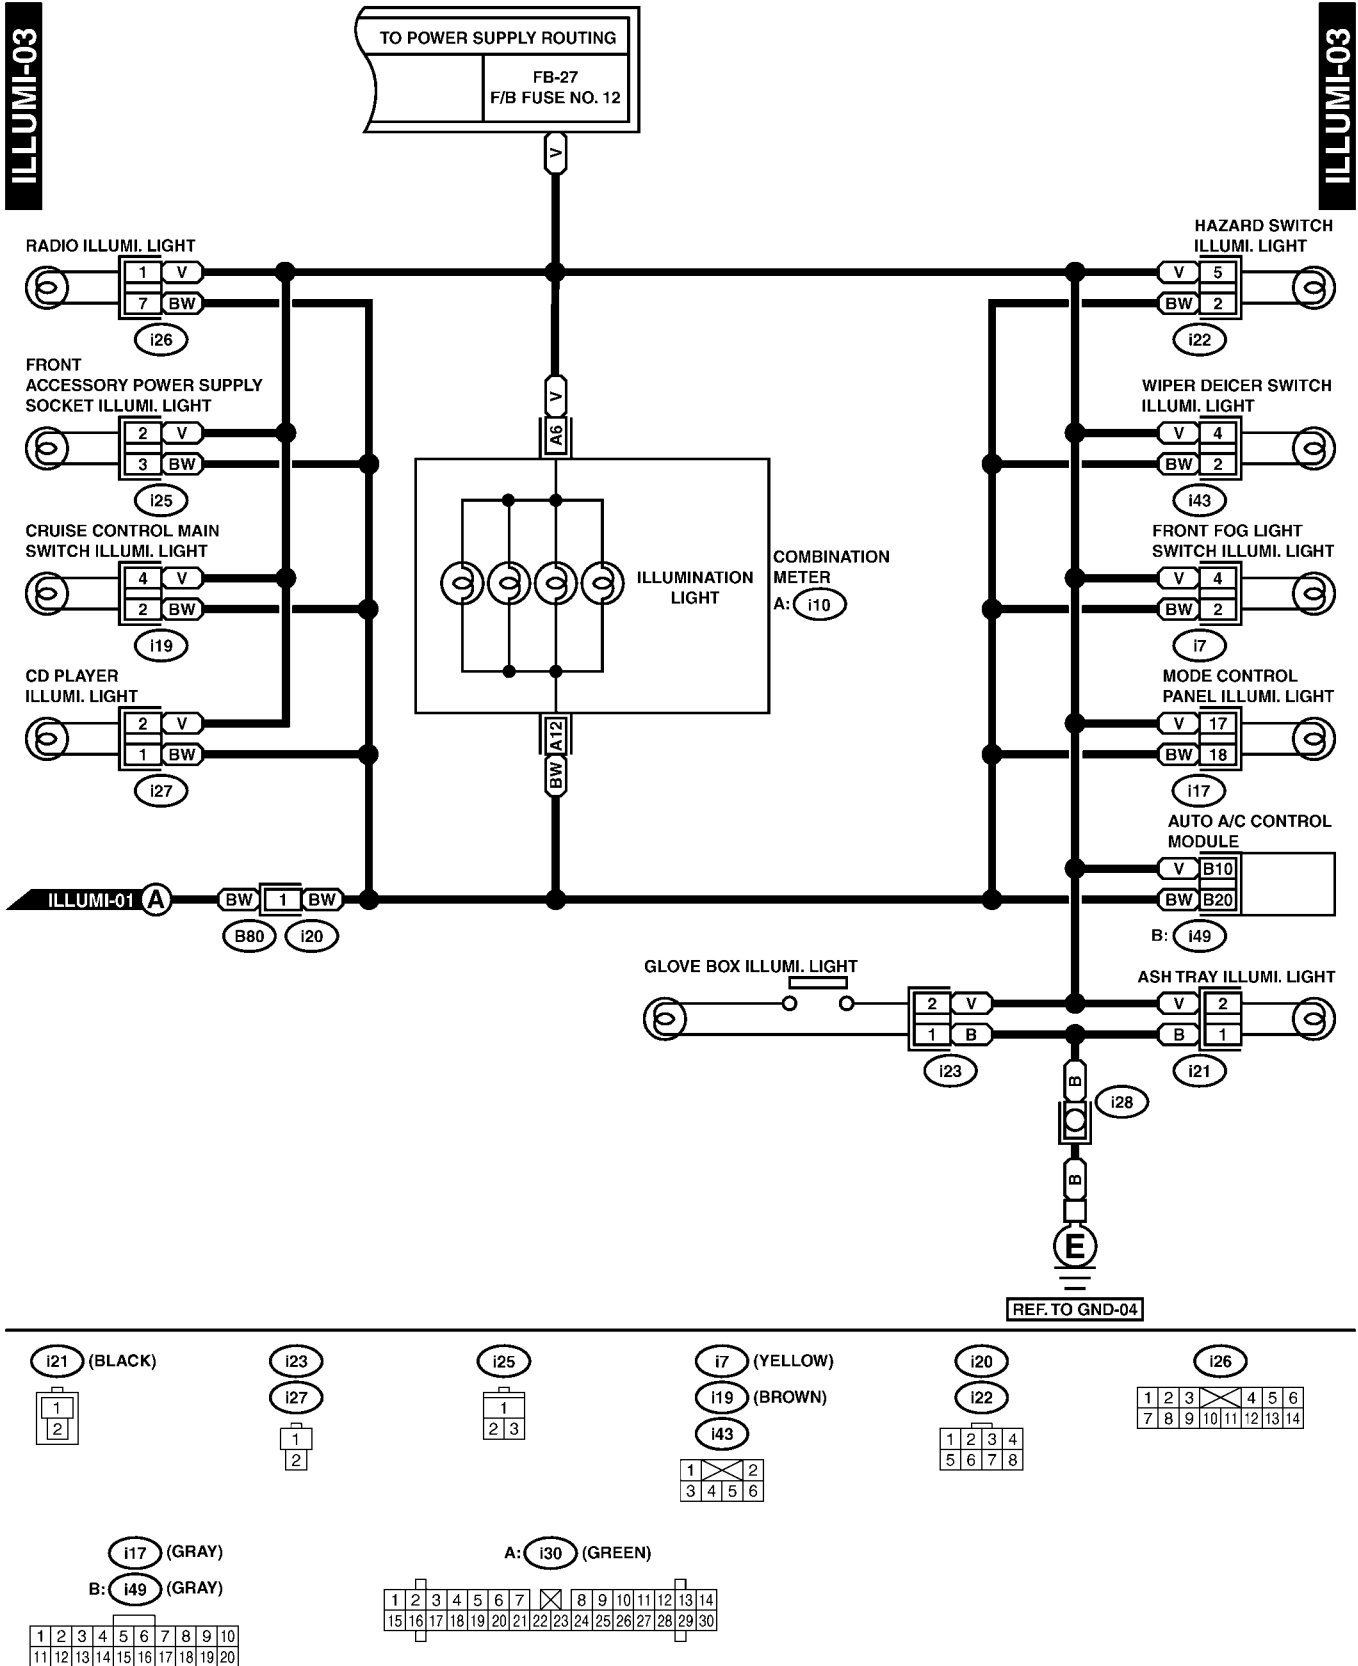 ILLUMI-03
ILLUMI-03
TO POWER SUPPLY ROUTING
FB-27
F/B FUSE NO. 12
V
RADIO ILLUMI. LIGHT
1 V
7 BW
i26
FRONT
ACCESSORY POWER SUPPLY
SOCKET ILLUMI. LIGHT
2 V
3 BW
i25
CRUISE CONTROL MAIN
SWITCH ILLUMI. LIGHT
4 V
2 BW
i19
CD PLAYER
ILLUMI. LIGHT
2 V
1 BW
i27
V
A6
ILLUMINATION
LIGHT
COMBINATION
METER
A: i10
A12
BW
HAZARD SWITCH
ILLUMI. LIGHT
V 5
BW 2
i22
WIPER DEICER SWITCH
ILLUMI. LIGHT
V 4
BW 2
i43
FRONT FOG LIGHT
SWITCH ILLUMI. LIGHT
V 4
BW 2
i7
MODE CONTROL
PANEL ILLUMI. LIGHT
V 17
BW 18
i17
AUTO A/C CONTROL
MODULE
V B10
BW B20
B: i49
ILLUMI-01 A BW 1 BW
B80 i20
GLOVE BOX ILLUMI. LIGHT
2 V
1 B
i23
ASH TRAY ILLUMI. LIGHT
V 2
B 1
i21
B
i28
B
E
REF. TO GND-04
i21 (BLACK)
1
2
i23
i27
1
2
i25
1
2 3
i7 (YELLOW)
i19 (BROWN)
i43
1 2
3 4 5 6
i20
i22
1 2 3 4
5 6 7 8
i26
1 2 3 4 5 6
7 8 9 10 11 12 13 14
i17 (GRAY)
B: i49 (GRAY)
1 2 3 4 5 6 7 8 9 10
11 12 13 14 15 16 17 18 19 20
A: i30 (GREEN)
1 2 3 4 5 6 7 8 9 10 11 12 13 14
15 16 17 18 19 20 21 22 23 24 25 26 27 28 29 30